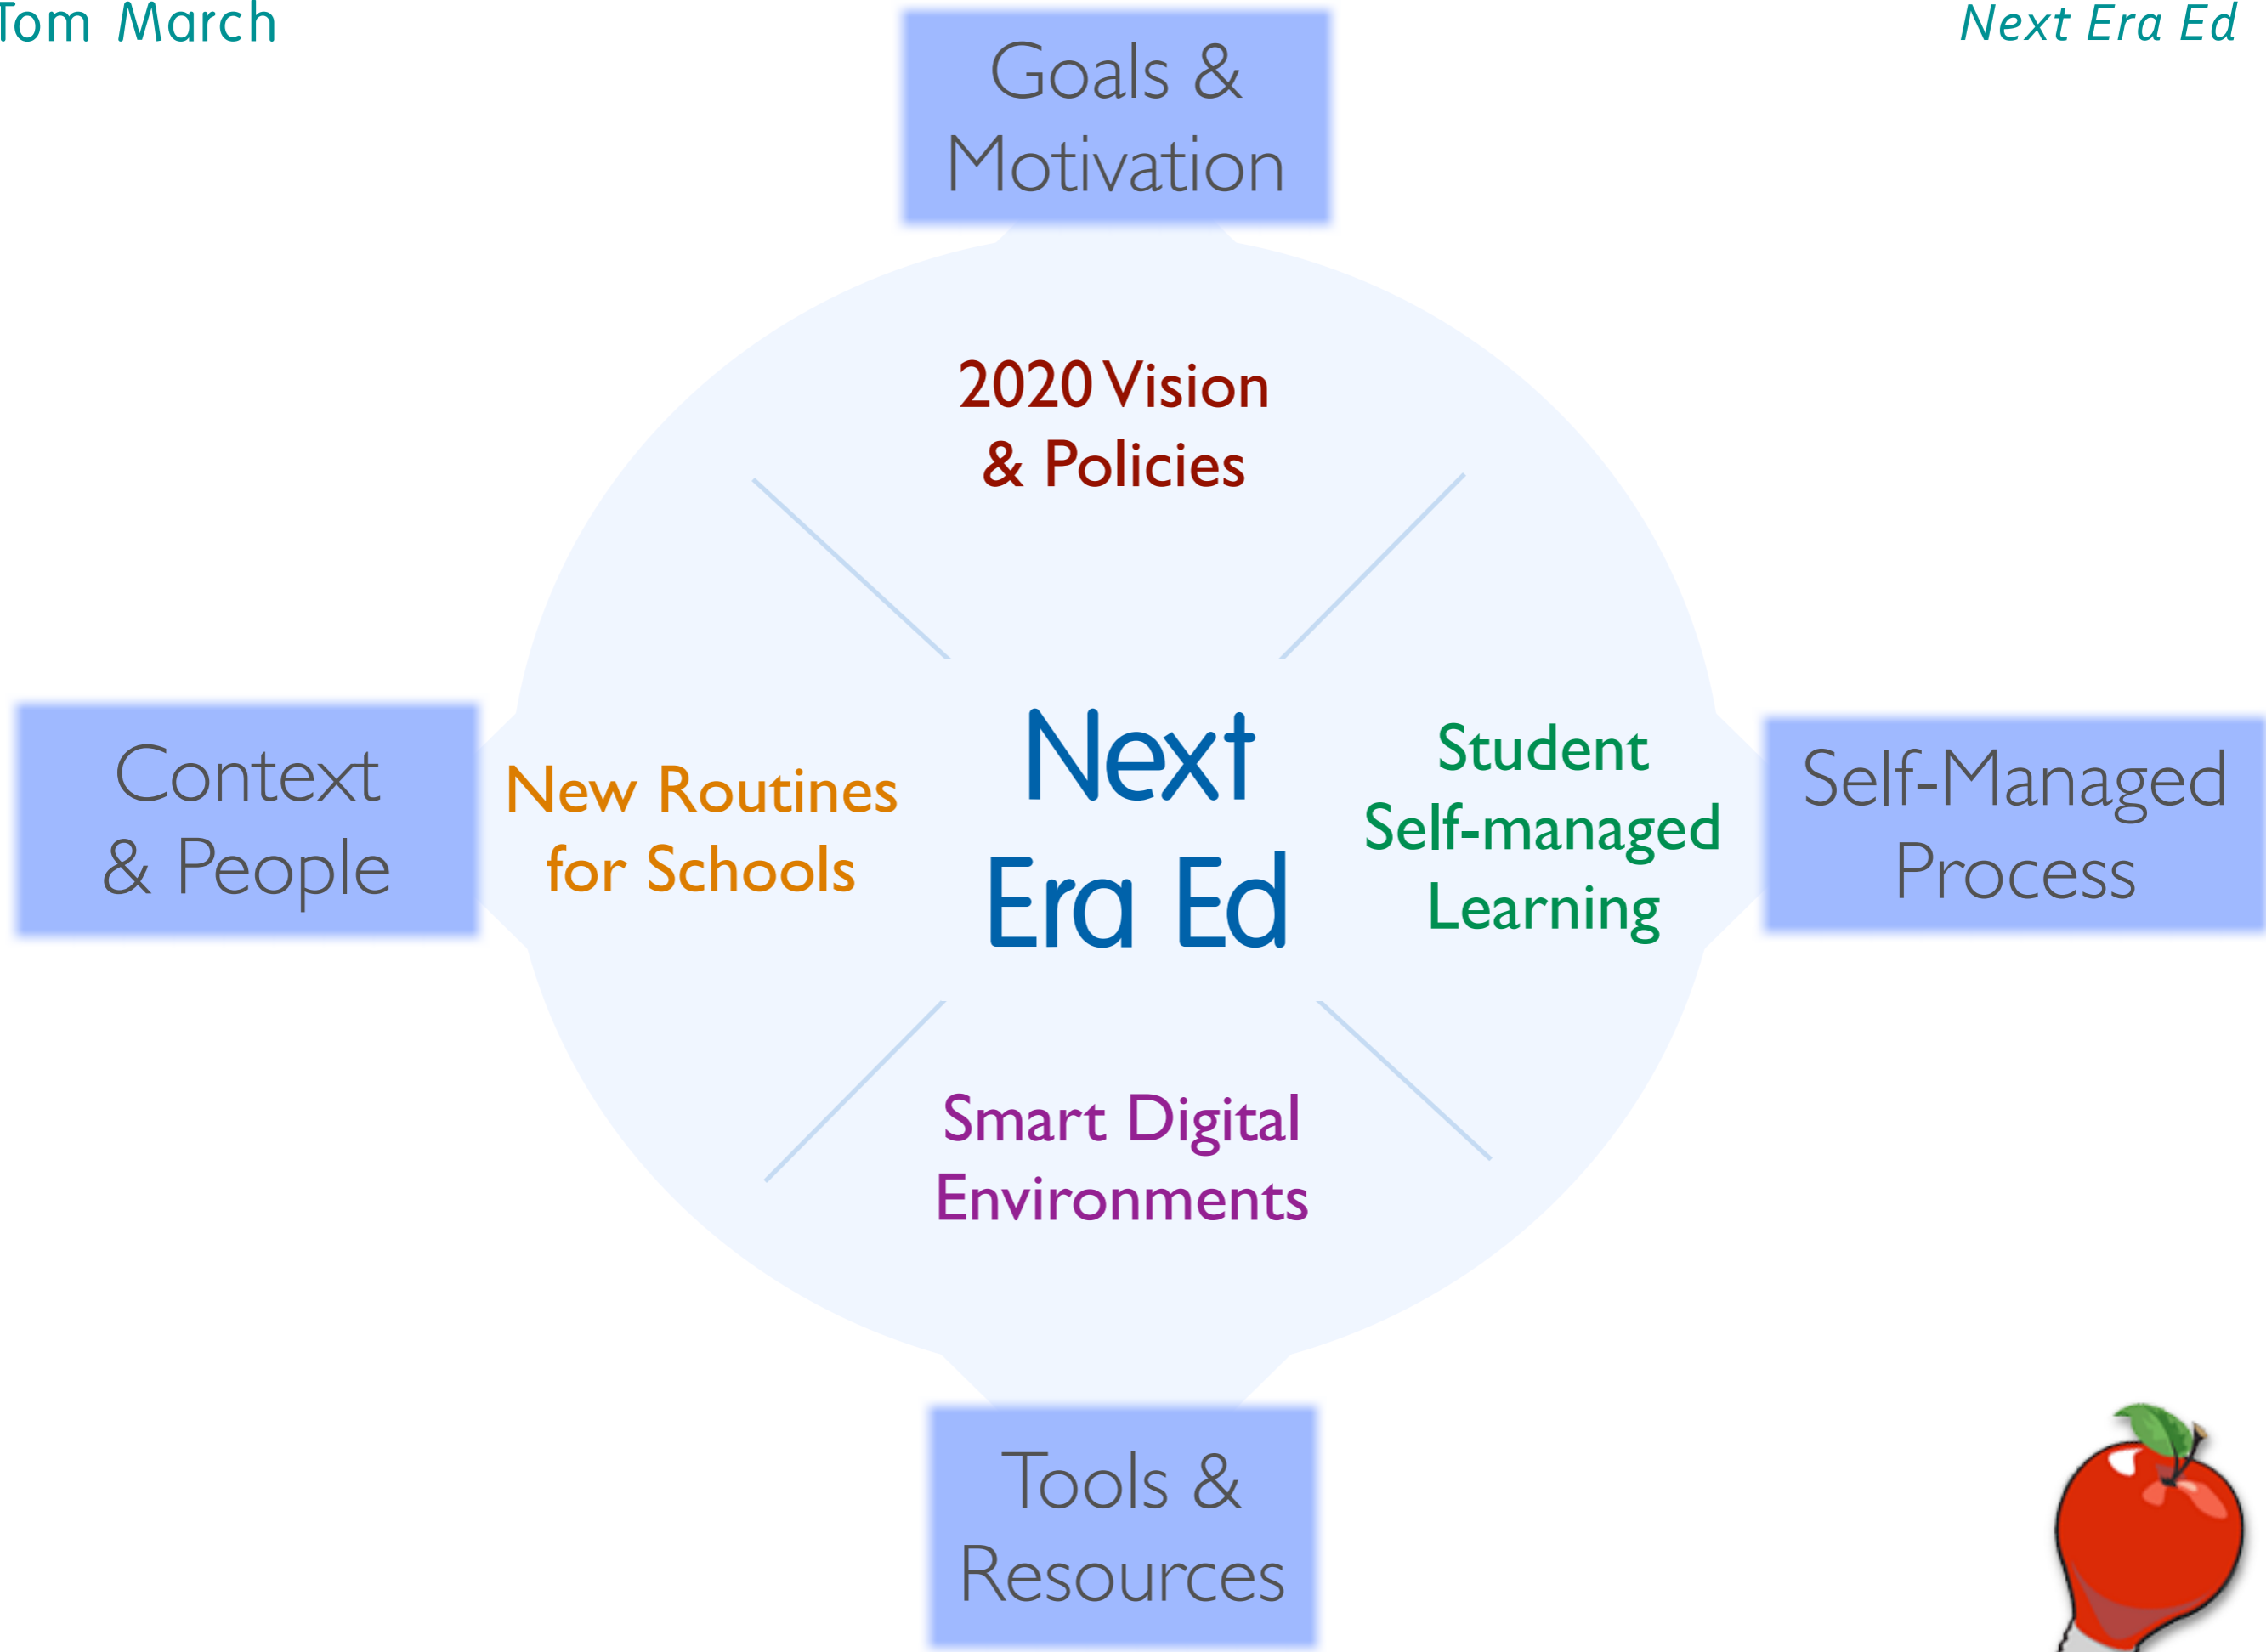 Tom March
Next Era Ed
Goals &
Motivation
2020 Vision
& Policies
Context
& People
New Routines
for Schools
Next
Era Ed
Student
Self-managed
Learning
Self-Managed
Process
Smart Digital
Environments
Tools &
Resources